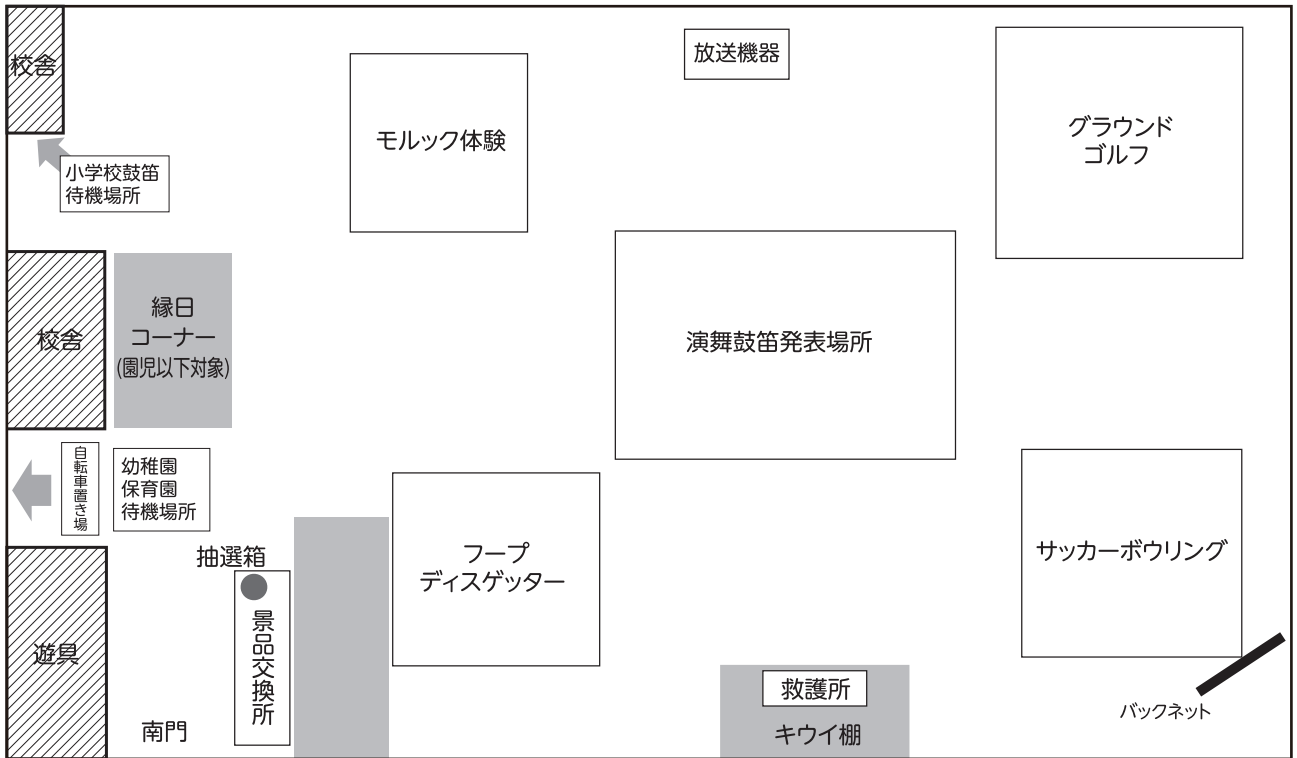 校舎
放送機器
モルック体験
グラウンド
ゴルフ
小学校鼓笛
待機場所
縁日
コーナー
(園児以下対象)
校舎
演舞鼓笛発表場所
自転車置き場
幼稚園
保育園
待機場所
抽選箱
フープ
ディスゲッター
サッカーボウリング
景品交換所
遊具
救護所
キウイ棚
バックネット
南門